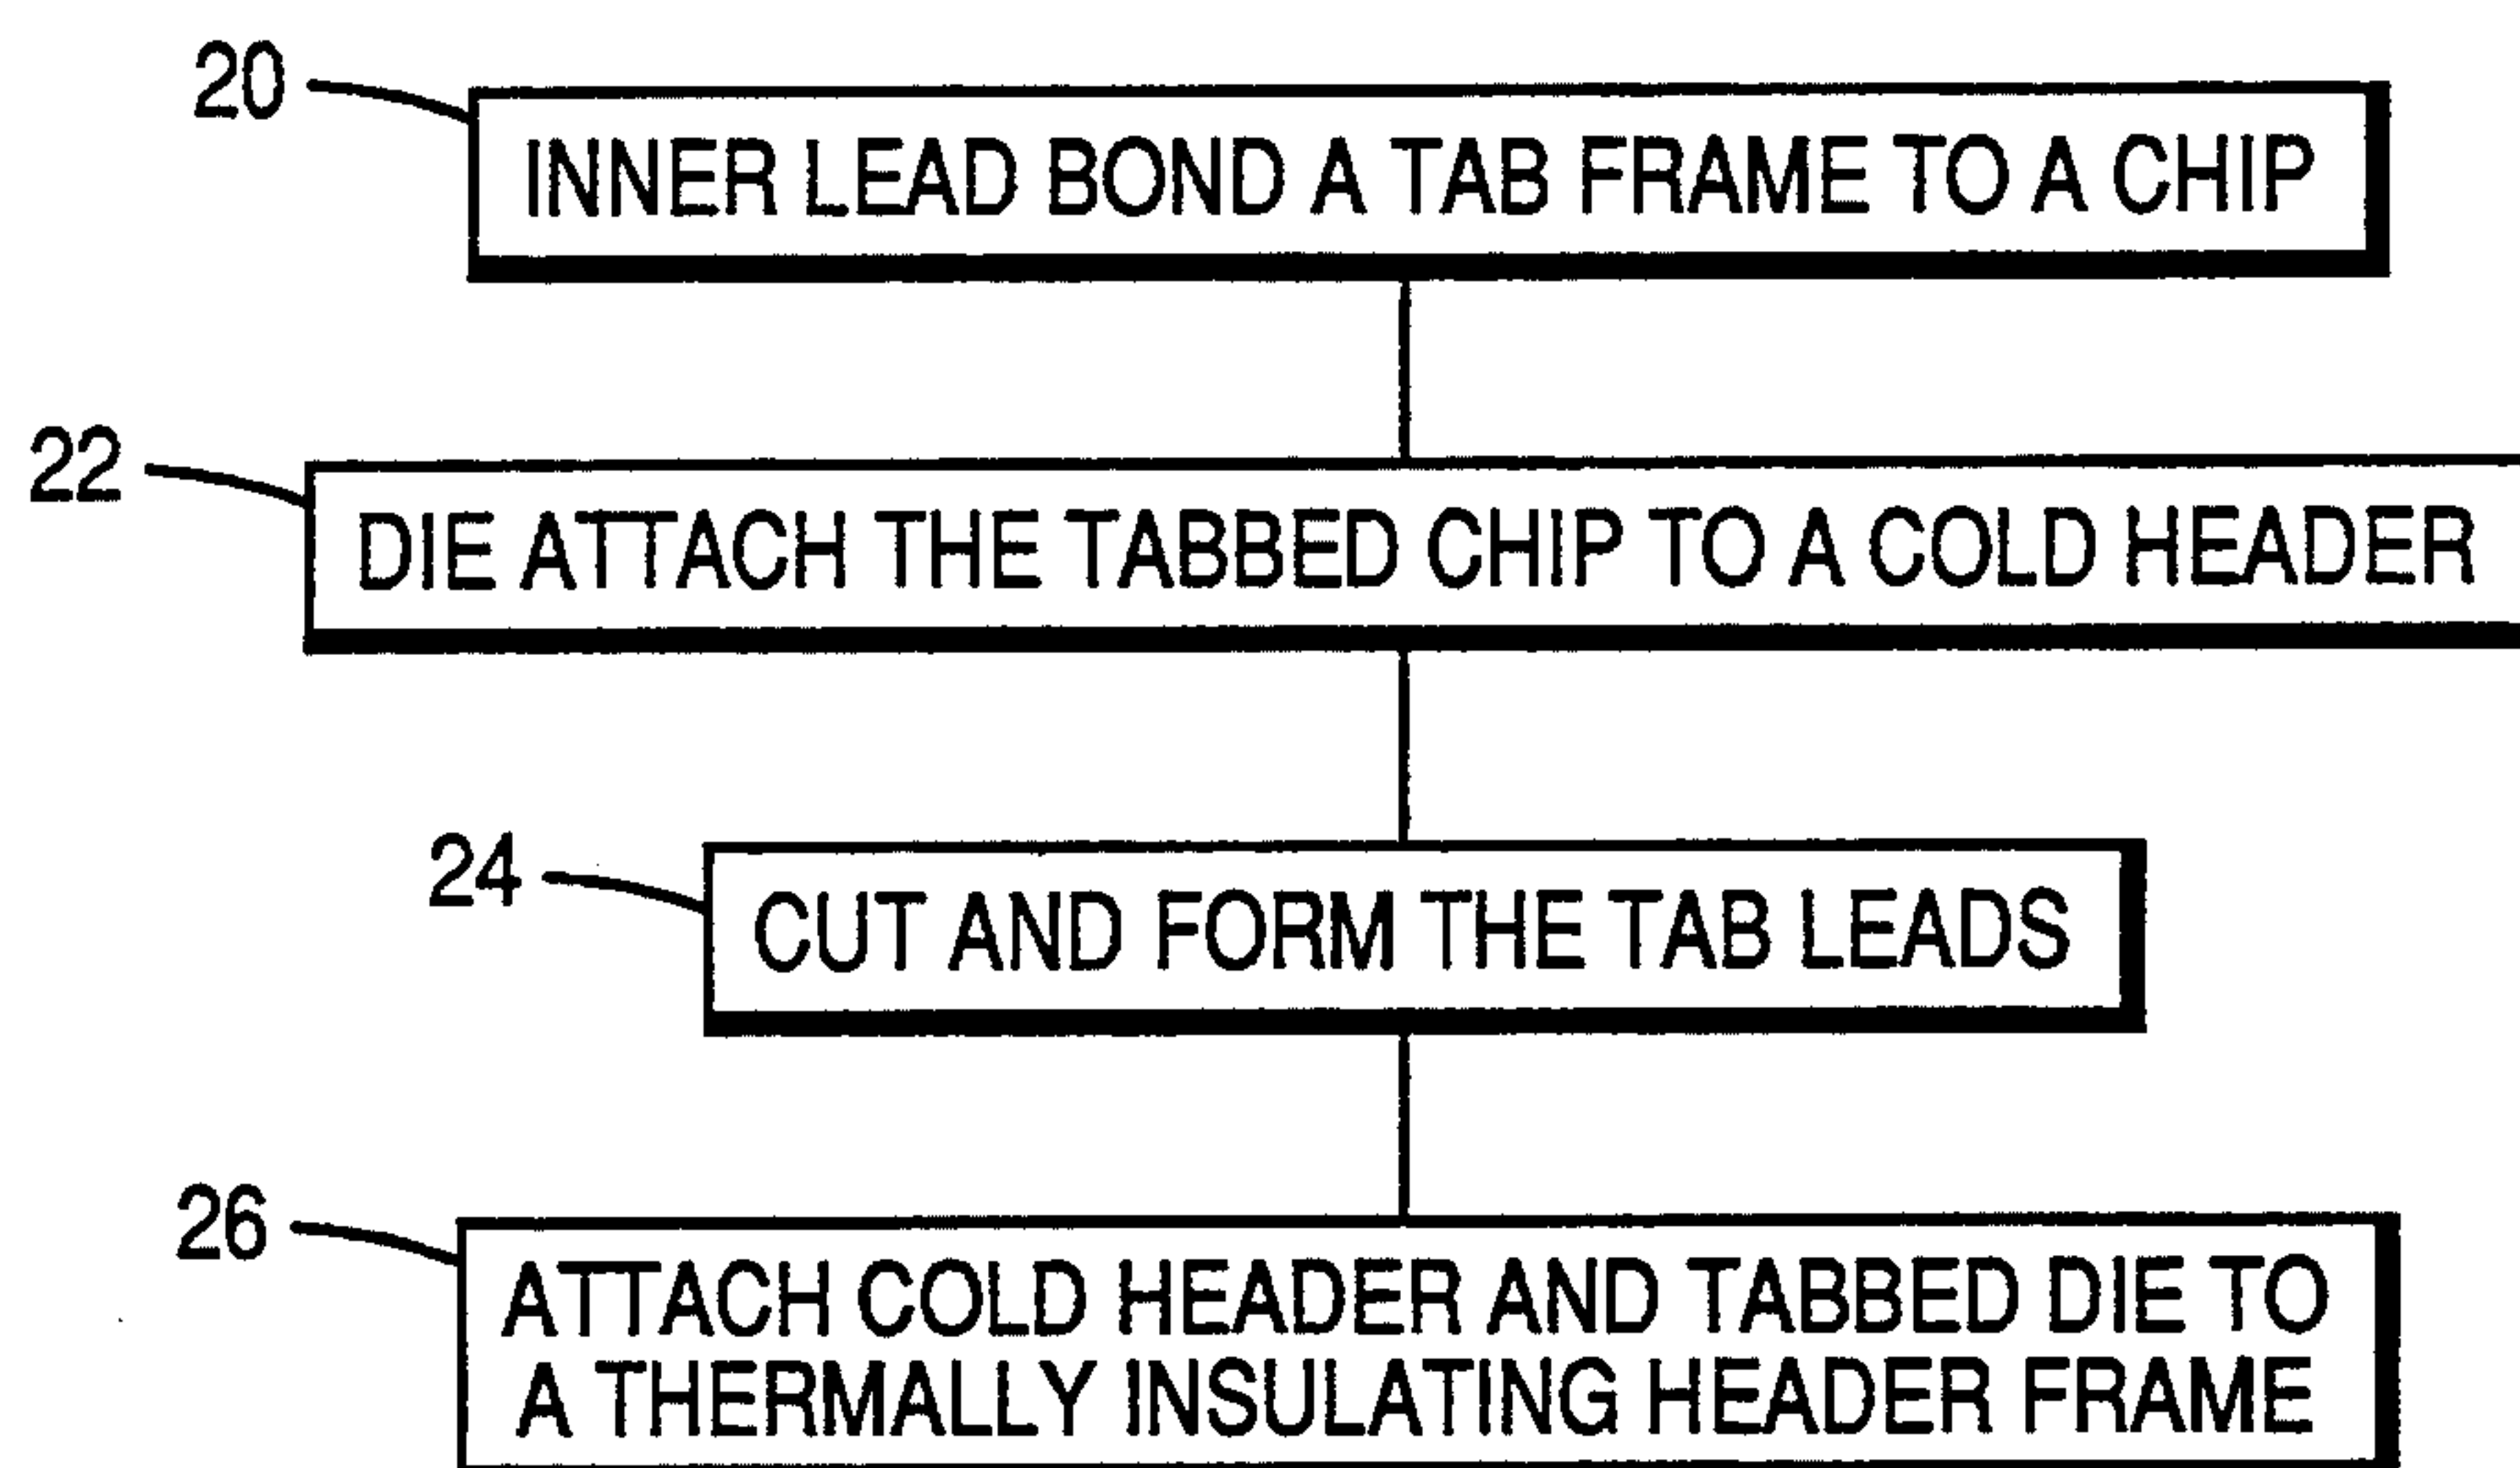 20
INNER LEAD BOND A TAB FRAME TO A CHIP
22
DIE ATTACH THE TABBED CHIP TO A COLD HEADER
24
CUT AND FORM THE TAB LEADS
26
ATTACH COLD HEADER AND TABBED DIE TO
A THERMALLY INSULATING HEADER FRAME